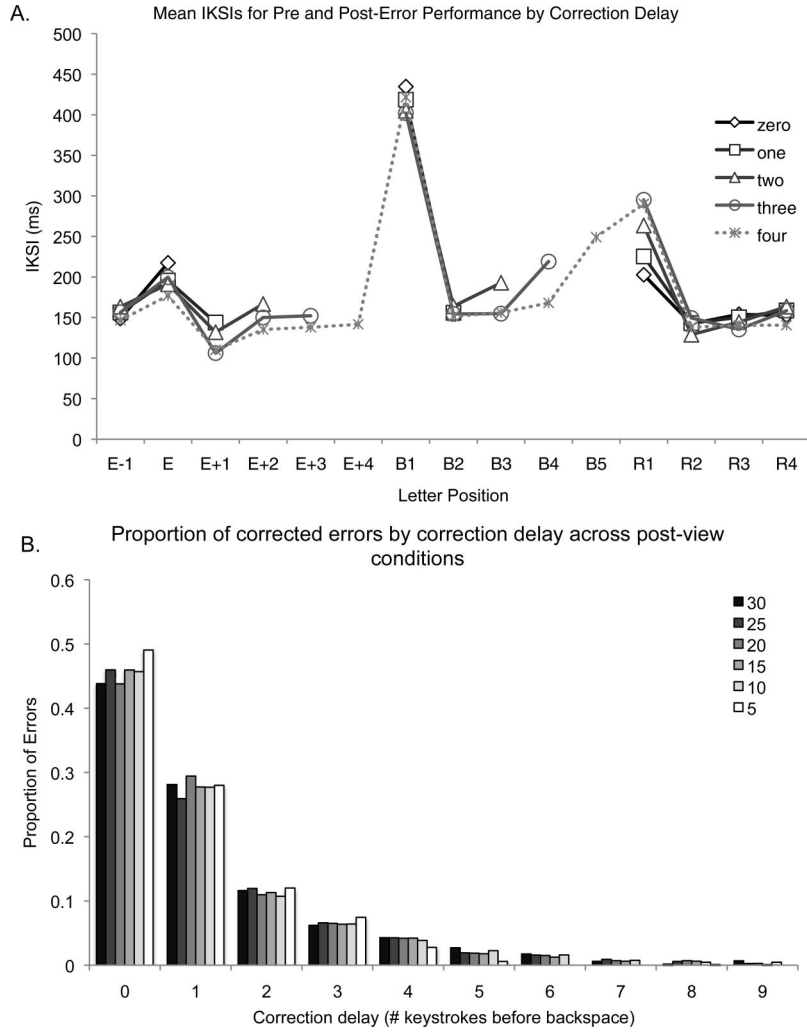 A.
Mean IKSIs for Pre and Post-Error Performance by Correction Delay
500
450
400
350
300
250
200
150
100
50
0
IKSI (ms)
zero
one
two
three
four
E-1 E E+1 E+2 E+3 E+4 B1 B2 B3 B4 B5 R1 R2 R3 R4
Letter Position
B.
Proportion of corrected errors by correction delay across post-view
conditions
0.6
0.5
0.4
0.3
0.2
0.1
0
Proportion of Errors
30
25
20
15
10
5
0 1 2 3 4 5 6 7 8 9
Correction delay (# keystrokes before backspace)